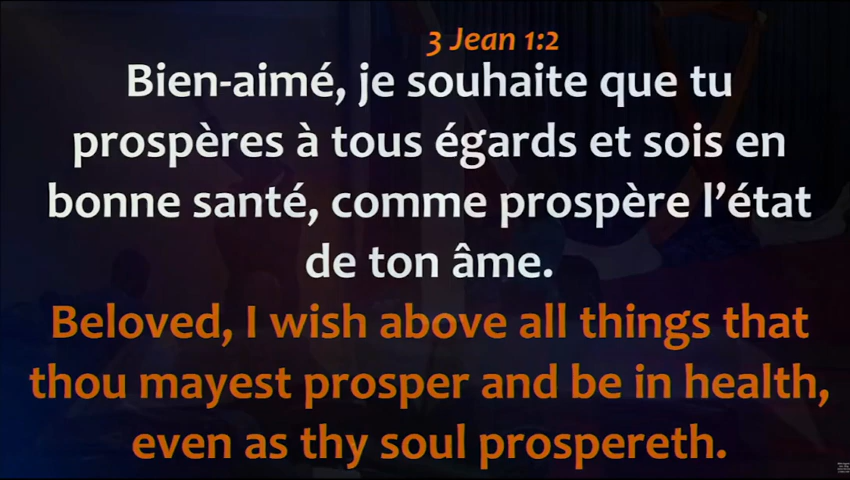 3 Jean 1:2
Bien-aimé, je souhaite que tu
prospères à tous égards et sois en
bonne santé, comme prospère l’état
de ton âme.
Beloved, I wish above all things that
thou mayest prosper and be in health,
even as thy soul prospereth.